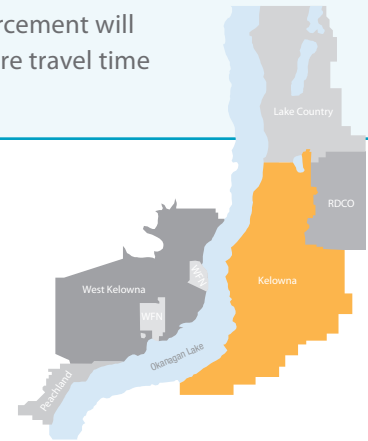 rcement will
re travel time
Lake Country
RDCO
Kelowna
WFN
West Kelowna
WFN
Okanagan Lake
Peachland